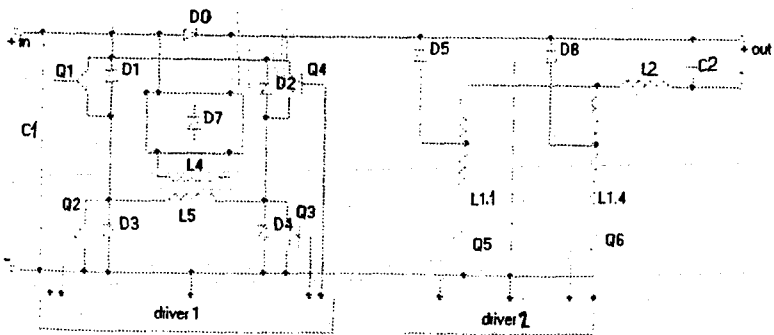 D0
+ in
D5
D8
+ out
Q1
D1
D2
Q4
L2
C2
D7
C1
L4
L1.1
L1.4
Q2
D3
L5
D4
Q3
Q5
Q6
-
driver 1
driver 2